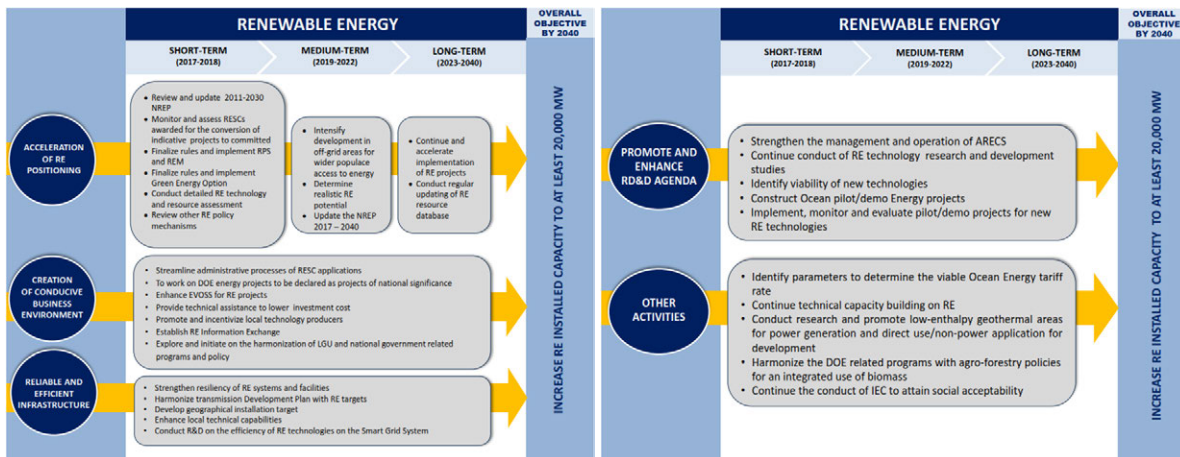 RENEWABLE ENERGY
OVERALL
OBJECTIVE
BY 2040
SHORT-TERM
(2017-2018)
MEDIUM-TERM
(2019-2022)
LONG-TERM
(2023-2040)
ACCELERATION
OF RE
POSITIONING
• Review and update 2011-2030
NREP
• Monitor and assess RESCs
awarded for the conversion of
indicative projects to committed
• Finalize rules and implement RPS
and REM
• Finalize rules and implement
Green Energy Option
• Conduct detailed RE technology
and resource assessment
• Review other RE policy
mechanisms
• Intensify
development in
off-grid areas for
wider populace
access to energy
• Determine
realistic RE
potential
• Update the NREP
2017 – 2040
• Continue and
accelerate
implementation
of RE projects
• Conduct regular
updating of RE
resource
database
CREATION
OF CONDUCIVE
BUSINESS
ENVIRONMENT
• Streamline administrative processes of RESC applications
• To work on DOE energy projects to be declared as projects of national significance
• Enhance EVOSS for RE projects
• Provide technical assistance to lower investment cost
• Promote and incentivize local technology producers
• Establish RE Information Exchange
• Explore and initiate on the harmonization of LGU and national government related
programs and policy
RELIABLE AND
EFFICIENT
INFRASTRUCTURE
• Strengthen resiliency of RE systems and facilities
• Harmonize transmission Development Plan with RE targets
• Develop geographical installation target
• Enhance local technical capabilities
• Conduct R&D on the efficiency of RE technologies on the Smart Grid System
INCREASE RE INSTALLED CAPACITY TO AT LEAST 20,000 MW
RENEWABLE ENERGY
OVERALL
OBJECTIVE
BY 2040
SHORT-TERM
(2017-2018)
MEDIUM-TERM
(2019-2022)
LONG-TERM
(2023-2040)
PROMOTE AND
ENHANCE
RD&D AGENDA
• Strengthen the management and operation of ARECS
• Continue conduct of RE technology research and development
studies
• Identify viability of new technologies
• Construct Ocean pilot/demo Energy projects
• Implement, monitor and evaluate pilot/demo projects for new
RE technologies
OTHER
ACTIVITIES
• Identify parameters to determine the viable Ocean Energy tariff
rate
• Continue technical capacity building on RE
• Conduct research and promote low-enthalpy geothermal areas
for power generation and direct use/non-power application for
development
• Harmonize the DOE related programs with agro-forestry policies
for an integrated use of biomass
• Continue the conduct of IEC to attain social acceptability
INCREASE RE INSTALLED CAPACITY TO AT LEAST 20,000 MW